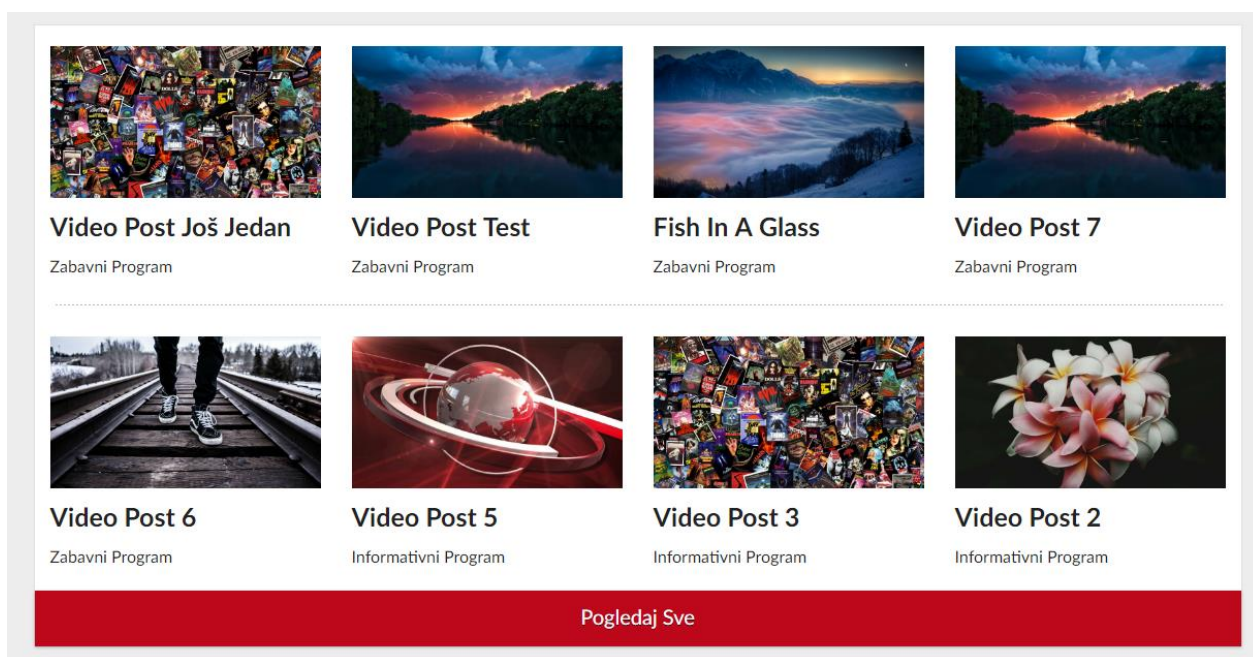 Video Post Još Jedan
Zabavni Program
Video Post Test
Zabavni Program
Fish In A Glass
Zabavni Program
Video Post 7
Zabavni Program
Video Post 6
Zabavni Program
Video Post 5
Informativni Program
Video Post 3
Informativni Program
Video Post 2
Informativni Program
Pogledaj Sve